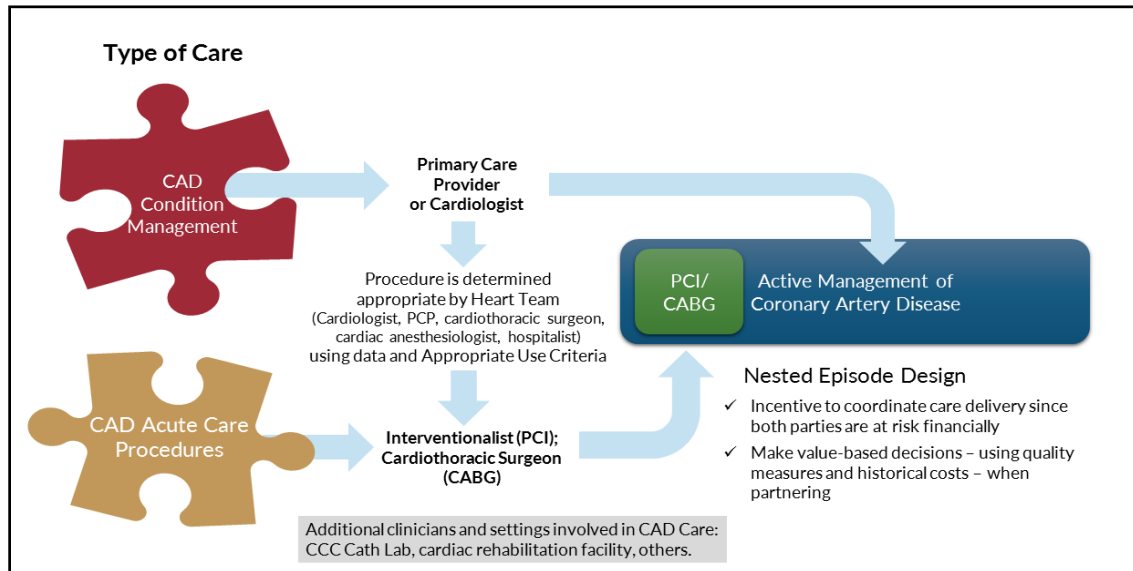 Type of Care
CAD
Condition
Management
Primary Care
Provider
or Cardiologist
Procedure is determined
appropriate by Heart Team
(Cardiologist, PCP, cardiothoracic surgeon,
cardiac anesthesiologist, hospitalist)
using data and Appropriate Use Criteria
PCI/
CABG
Active Management of
Coronary Artery Disease
CAD Acute Care
Procedures
Interventionalist (PCI);
Cardiothoracic Surgeon
(CABG)
Nested Episode Design
✓ Incentive to coordinate care delivery since
both parties are at risk financially
✓ Make value-based decisions – using quality
measures and historical costs – when
partnering
Additional clinicians and settings involved in CAD Care:
CCC Cath Lab, cardiac rehabilitation facility, others.